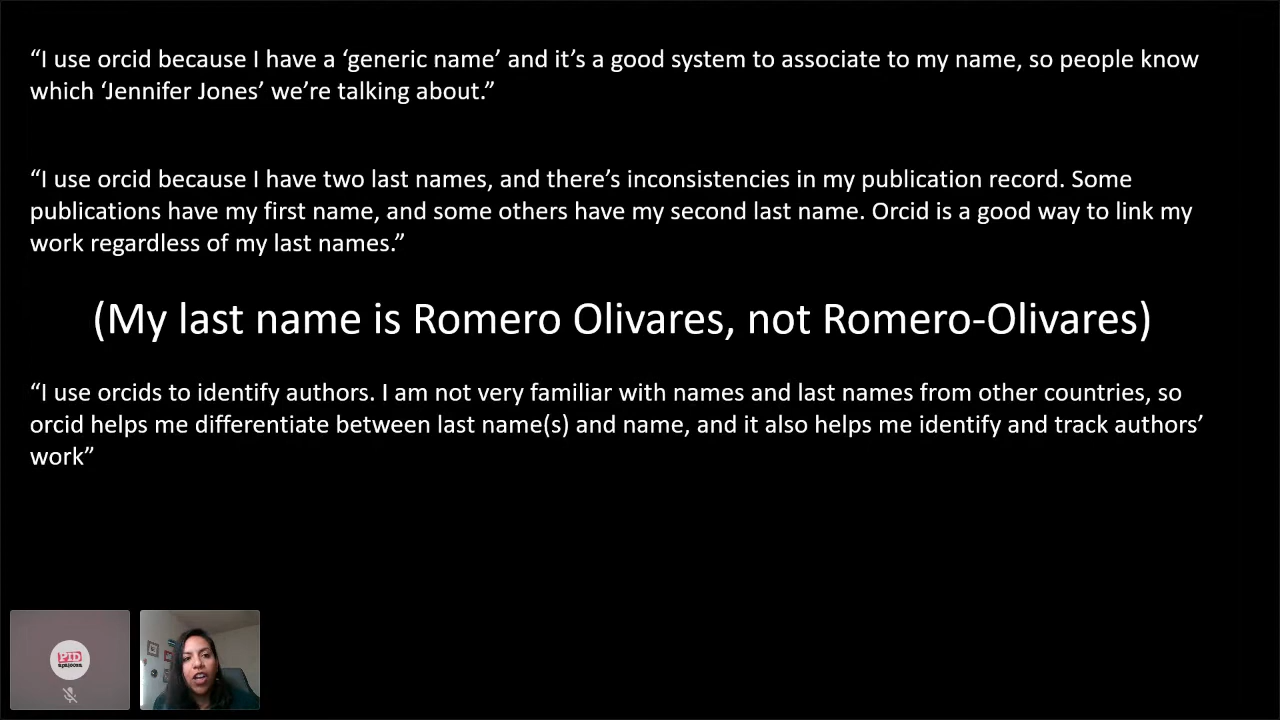 “I use orcid because I have a ‘generic name’ and it’s a good system to associate to my name, so people know
which ‘Jennifer Jones’ we’re talking about.”
“I use orcid because I have two last names, and there’s inconsistencies in my publication record. Some
publications have my first name, and some others have my second last name. Orcid is a good way to link my
work regardless of my last names.”
(My last name is Romero Olivares, not Romero-Olivares)
“I use orcids to identify authors. I am not very familiar with names and last names from other countries, so
orcid helps me differentiate between last name(s) and name, and it also helps me identify and track authors’
work”
PID
apalooza